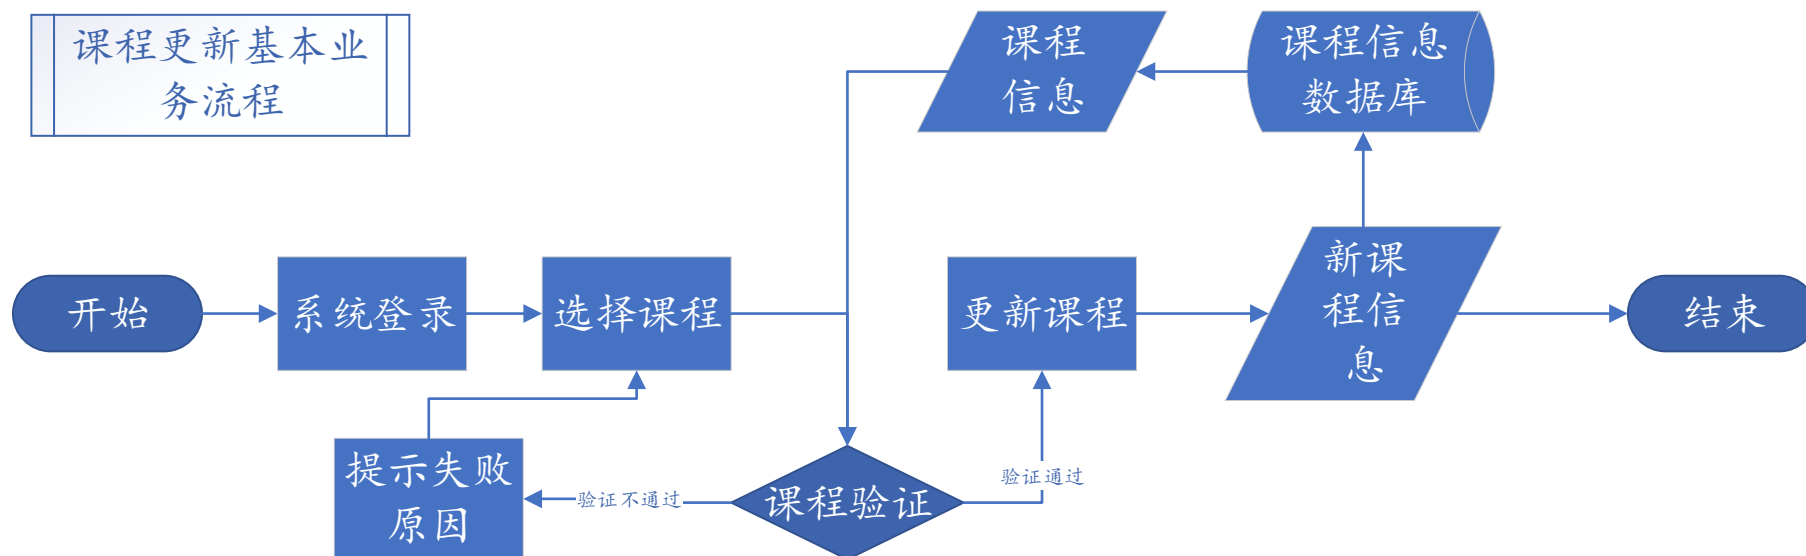 课程更新基本业
务流程
课程
信息
课程信息
数据库
开始
系统登录
选择课程
更新课程
新课
程信
息
结束
提示失败
原因
验证不通过
课程验证
验证通过